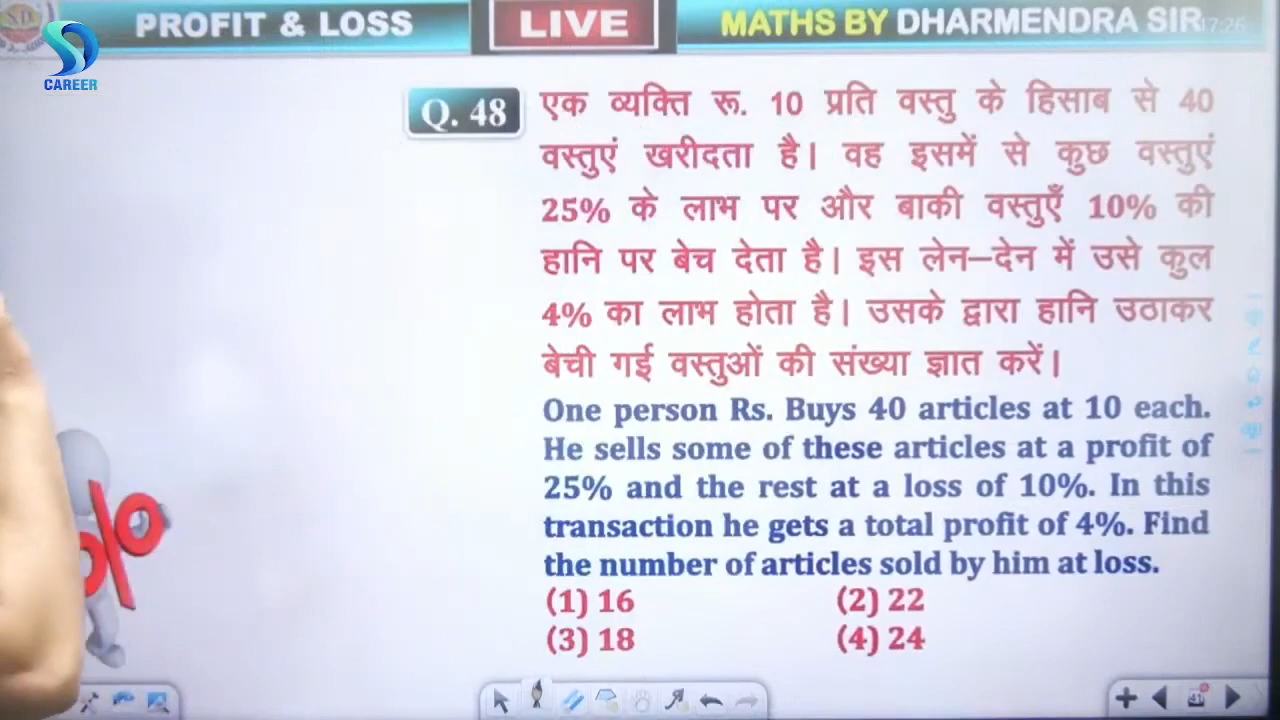 PROFIT & LOSS
LIVE
MATHS BY DHARMENDRA SIR
17:26
CAREER
Q. 48
एक व्यक्ति रू. 10 प्रति वस्तु के हिसाब से 40
वस्तुएं खरीदता है। वह इसमें से कुछ वस्तुएं
25% के लाभ पर और बाकी वस्तुएँ 10% की
हानि पर बेच देता है। इस लेन–देन में उसे कुल
4% का लाभ होता है। उसके द्वारा हानि उठाकर
बेची गई वस्तुओं की संख्या ज्ञात करें।
One person Rs. Buys 40 articles at 10 each.
He sells some of these articles at a profit of
25% and the rest at a loss of 10%. In this
transaction he gets a total profit of 4%. Find
the number of articles sold by him at loss.
(1) 16 (2) 22
(3) 18 (4) 24
41